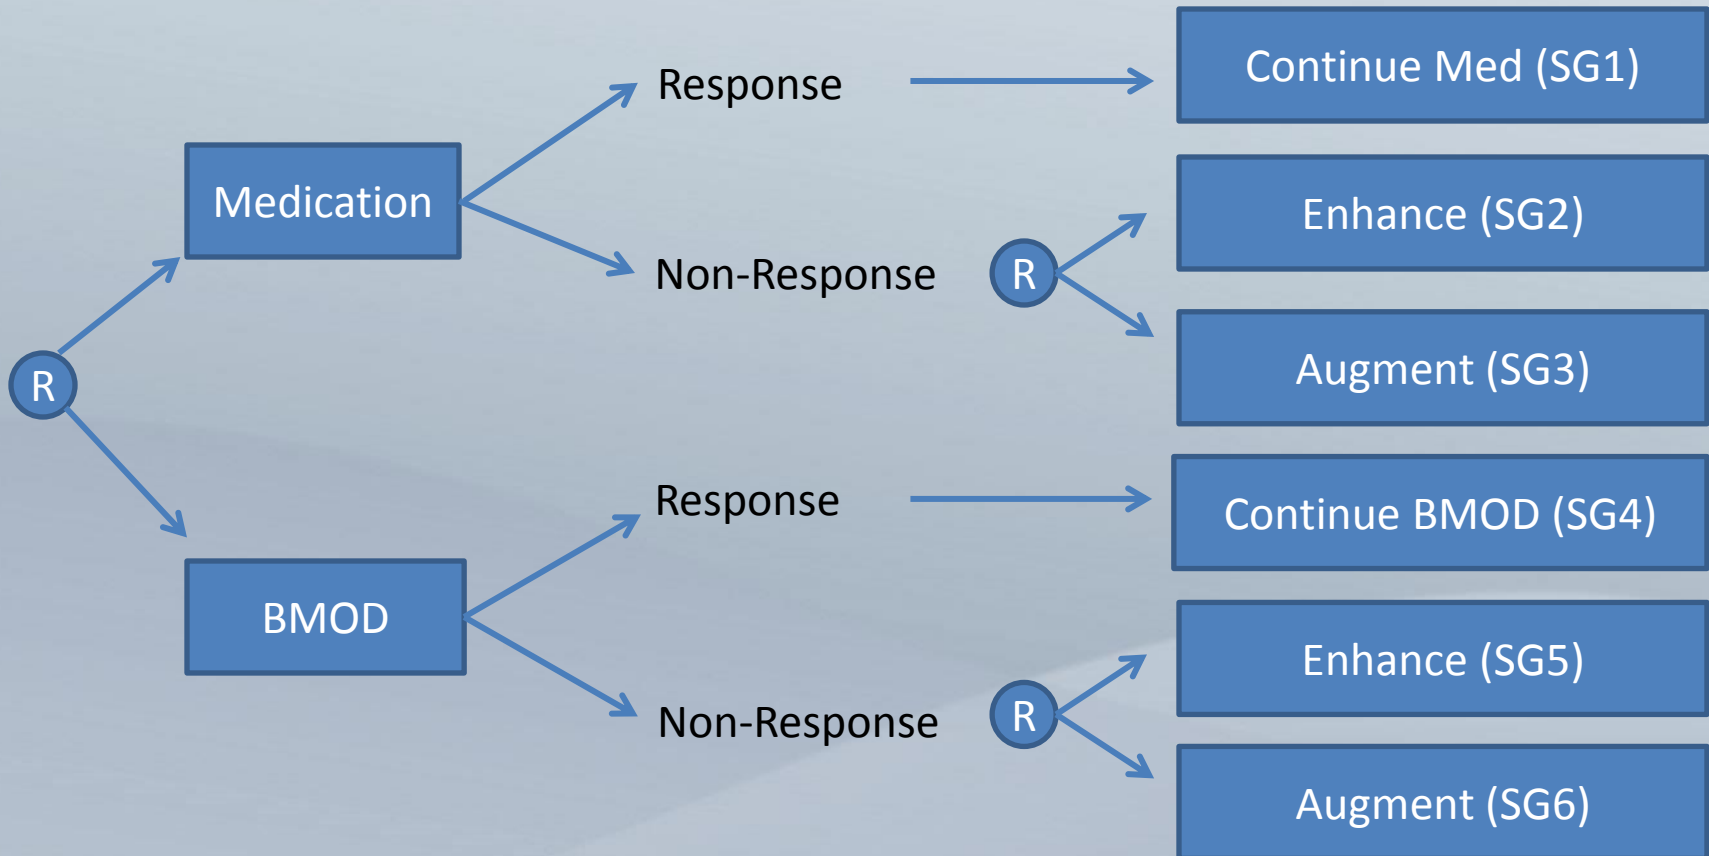 Response
Continue Med (SG1)
Medication
Enhance (SG2)
Non-Response
R
Augment (SG3)
R
Response
Continue BMOD (SG4)
BMOD
Enhance (SG5)
Non-Response
R
Augment (SG6)